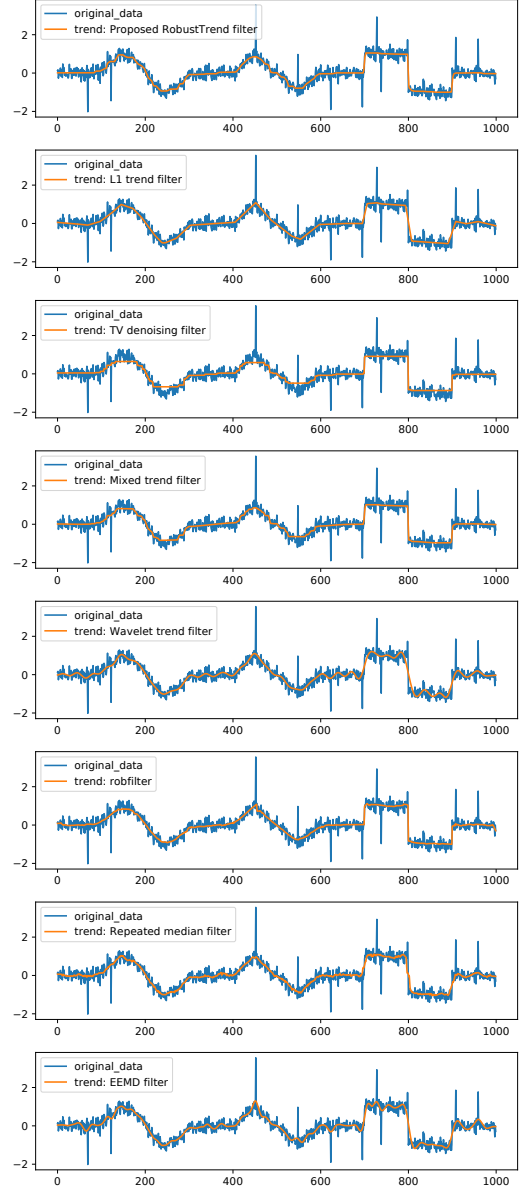 original_data
trend: Proposed RobustTrend filter
2
0
−2
0 200 400 600 800 1000
original_data
trend: L1 trend filter
2
0
−2
0 200 400 600 800 1000
original_data
trend: TV denoising filter
2
0
−2
0 200 400 600 800 1000
original_data
trend: Mixed trend filter
2
0
−2
0 200 400 600 800 1000
original_data
trend: Wavelet trend filter
2
0
−2
0 200 400 600 800 1000
original_data
trend: robfilter
2
0
−2
0 200 400 600 800 1000
original_data
trend: Repeated median filter
2
0
−2
0 200 400 600 800 1000
original_data
trend: EEMD filter
2
0
−2
0 200 400 600 800 1000